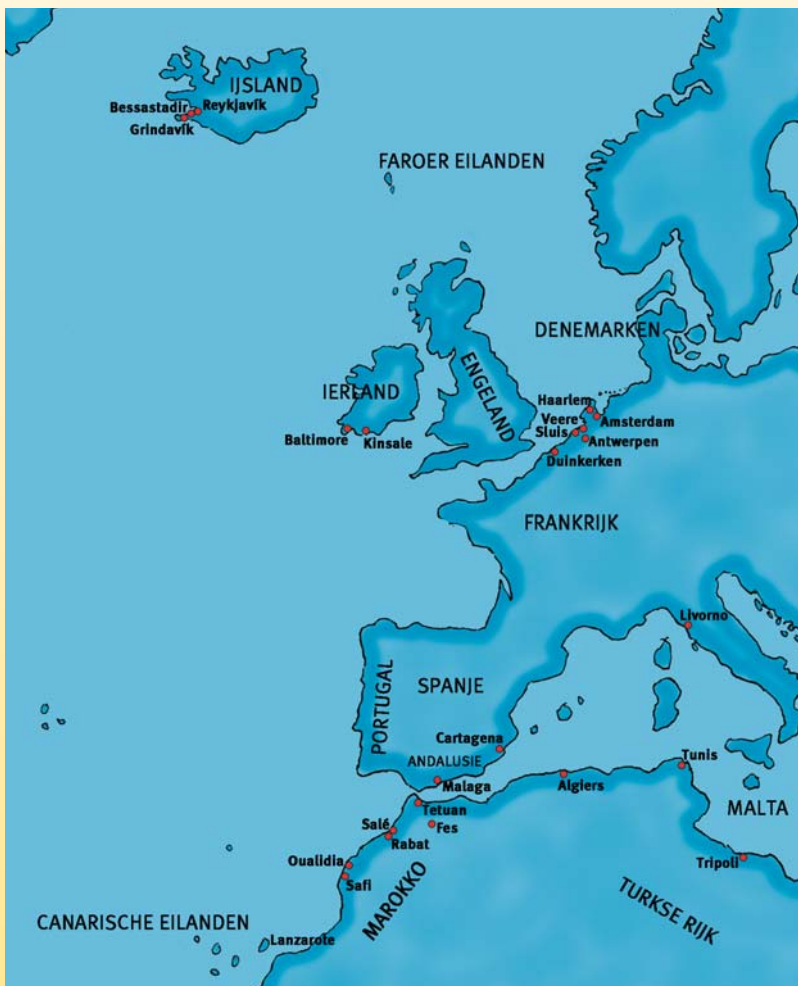 IJSLAND
Bessastadir
Reykjavík
Grindavík
FAROER EILANDEN
DENEMARKEN
ENGELAND
IERLAND
Haarlem
Amsterdam
Veere
Sluis
Baltimore
Kinsale
Antwerpen
Duinkerken
FRANKRIJK
Livorno
PORTUGAL
SPANJE
Cartagena
ANDALUSIE
Malaga
Algiers
Tunis
MALTA
Tetuan
Salé
Fes
Rabat
Tripoli
Oualidia
Safi
MAROKKO
TURKSE RIJK
CANARISCHE EILANDEN
Lanzarote